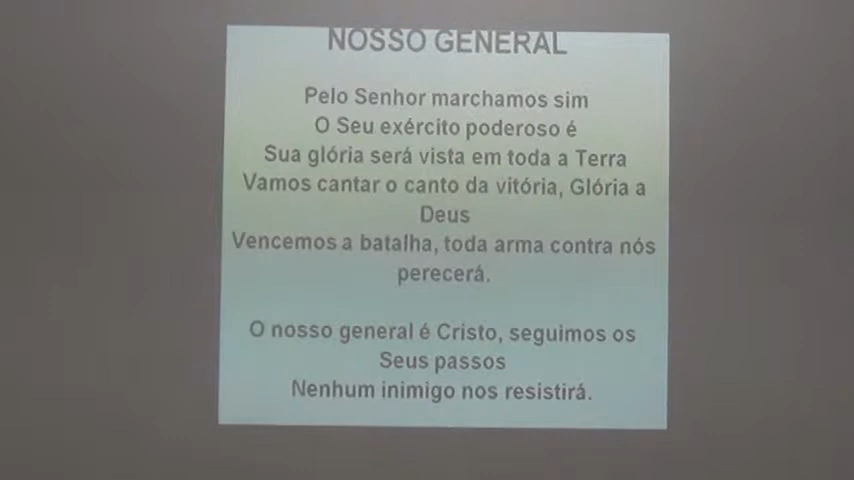 NOSSO GENERAL
Pelo Senhor marchamos sim
O Seu exército poderoso é
Sua glória será vista em toda a Terra
Vamos cantar o canto da vitória, Glória a
Deus
Vencemos a batalha, toda arma contra nós
perecerá.
O nosso general é Cristo, seguimos os
Seus passos
Nenhum inimigo nos resistirá.